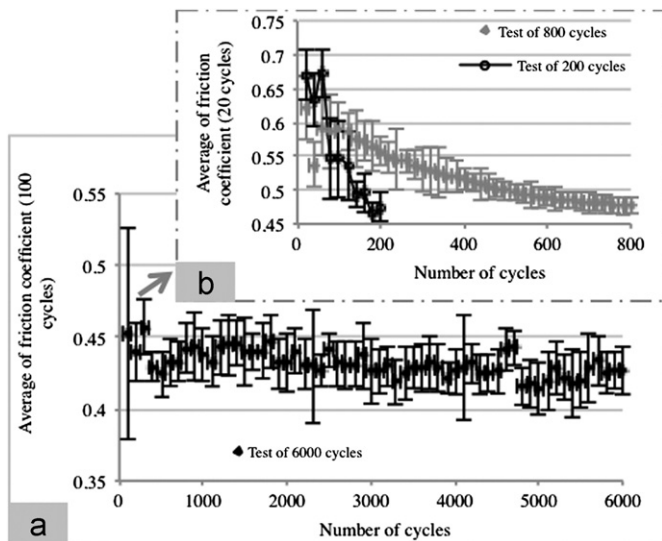 0.75
0.7
0.65
0.6
0.55
0.5
0.45
Average of friction
coefficient (20 cycles)
Test of 800 cycles
Test of 200 cycles
0 200 400 600 800
Number of cycles
b
a
0.55
0.5
0.45
0.4
0.35
Average of friction coefficient (100
cycles)
Test of 6000 cycles
0 1000 2000 3000 4000 5000 6000
Number of cycles